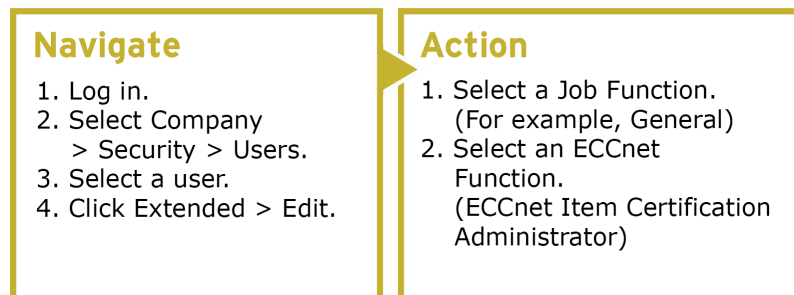 Navigate
1. Log in.
2. Select Company
> Security > Users.
3. Select a user.
4. Click Extended > Edit.
Action
1. Select a Job Function.
(For example, General)
2. Select an ECCnet
Function.
(ECCnet Item Certification
Administrator)